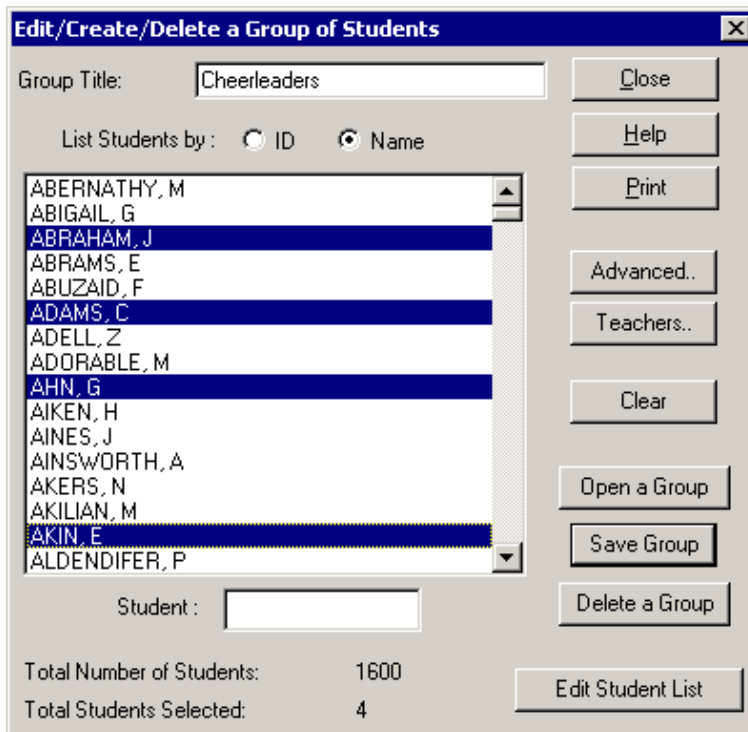 Edit/Create/Delete a Group of Students
Group Title: Cheerleaders
Close
List Students by : ID Name
Help
Print
ABERNATHY, M
ABIGAIL, G
ABRAHAM, J
ABRAMS, E
ABUZAID, F
ADAMS, C
ADELL, Z
ADORABLE, M
AHN, G
AIKEN, H
AINES, J
AINSWORTH, A
AKERS, N
AKILIAN, M
AKIN, E
ALDENDIFER, P
Advanced..
Teachers..
Clear
Open a Group
Save Group
Delete a Group
Student :
Total Number of Students: 1600
Total Students Selected: 4
Edit Student List